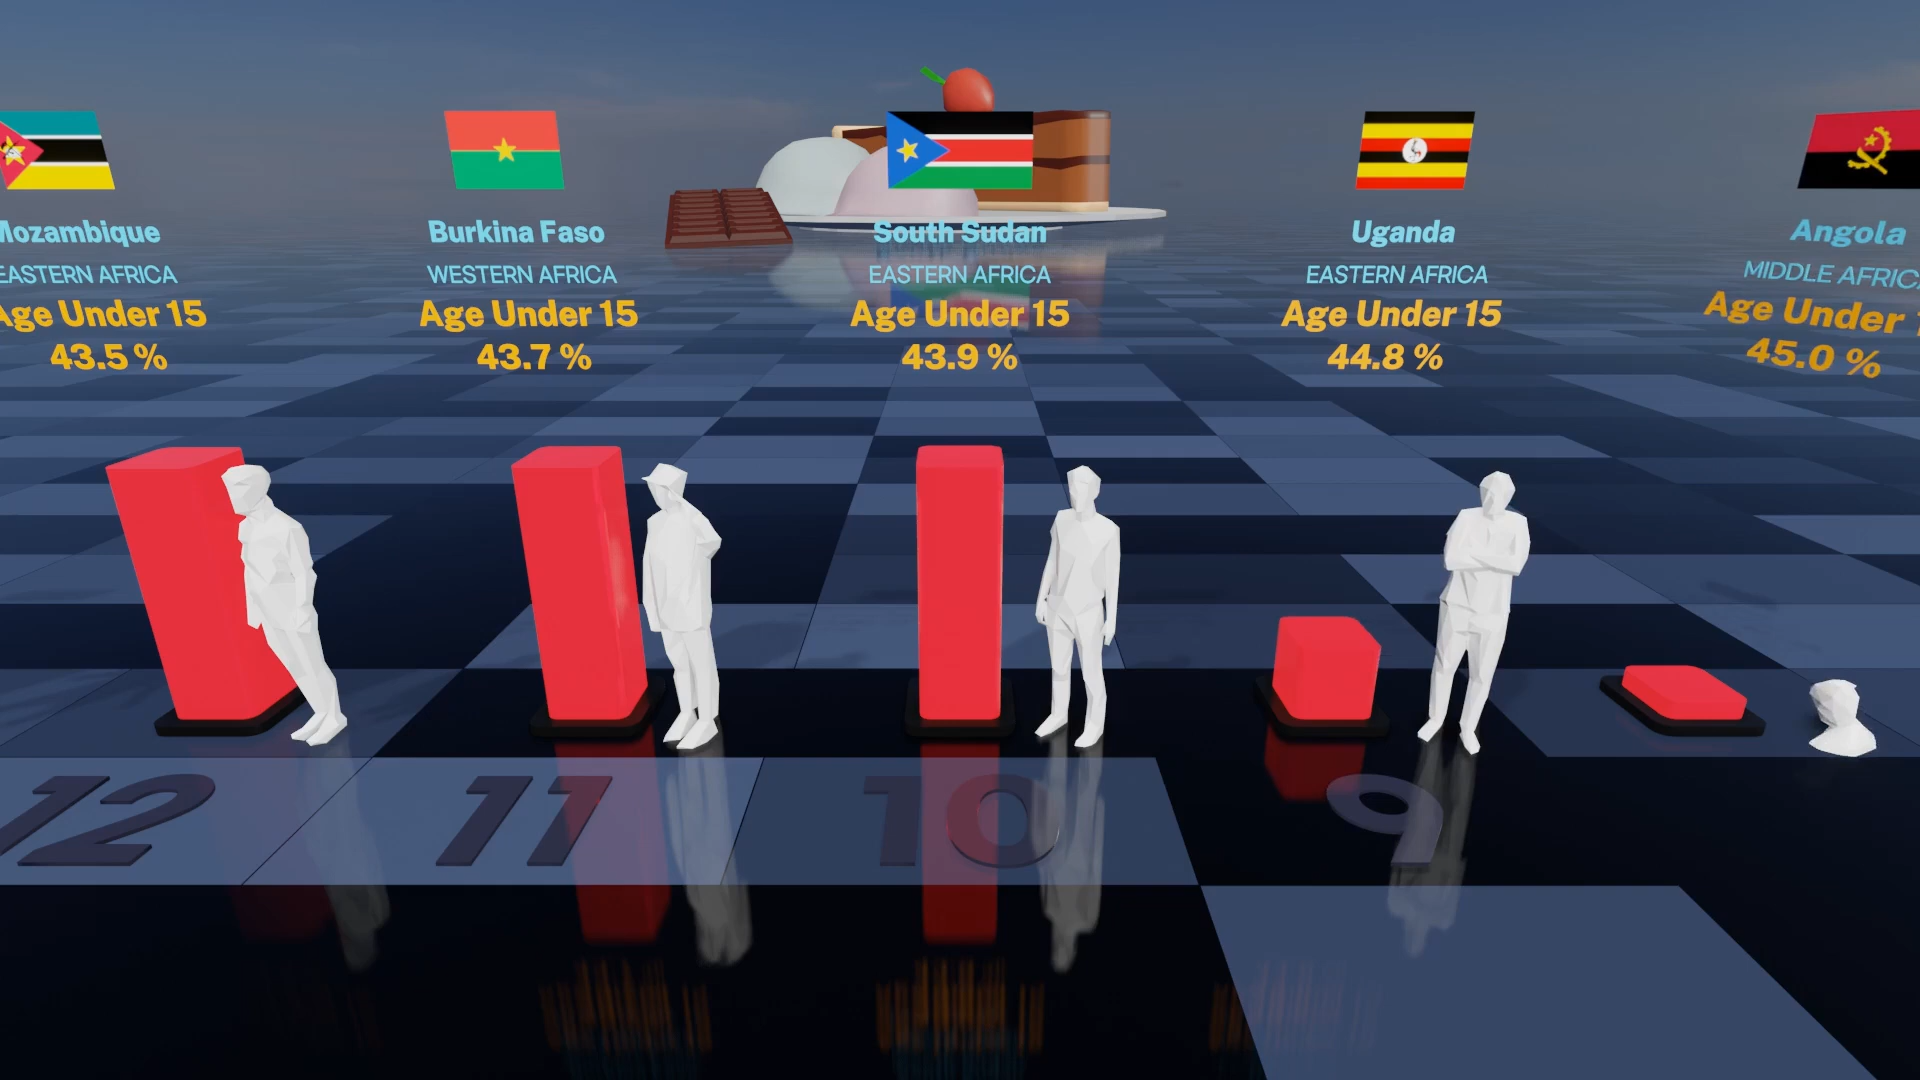 Mozambique
EASTERN AFRICA
Age Under 15
43.5 %
Burkina Faso
WESTERN AFRICA
Age Under 15
43.7 %
South Sudan
EASTERN AFRICA
Age Under 15
43.9 %
Uganda
EASTERN AFRICA
Age Under 15
44.8 %
Angola
MIDDLE AFRICA
Age Under
45.0 %
12
11
10
9